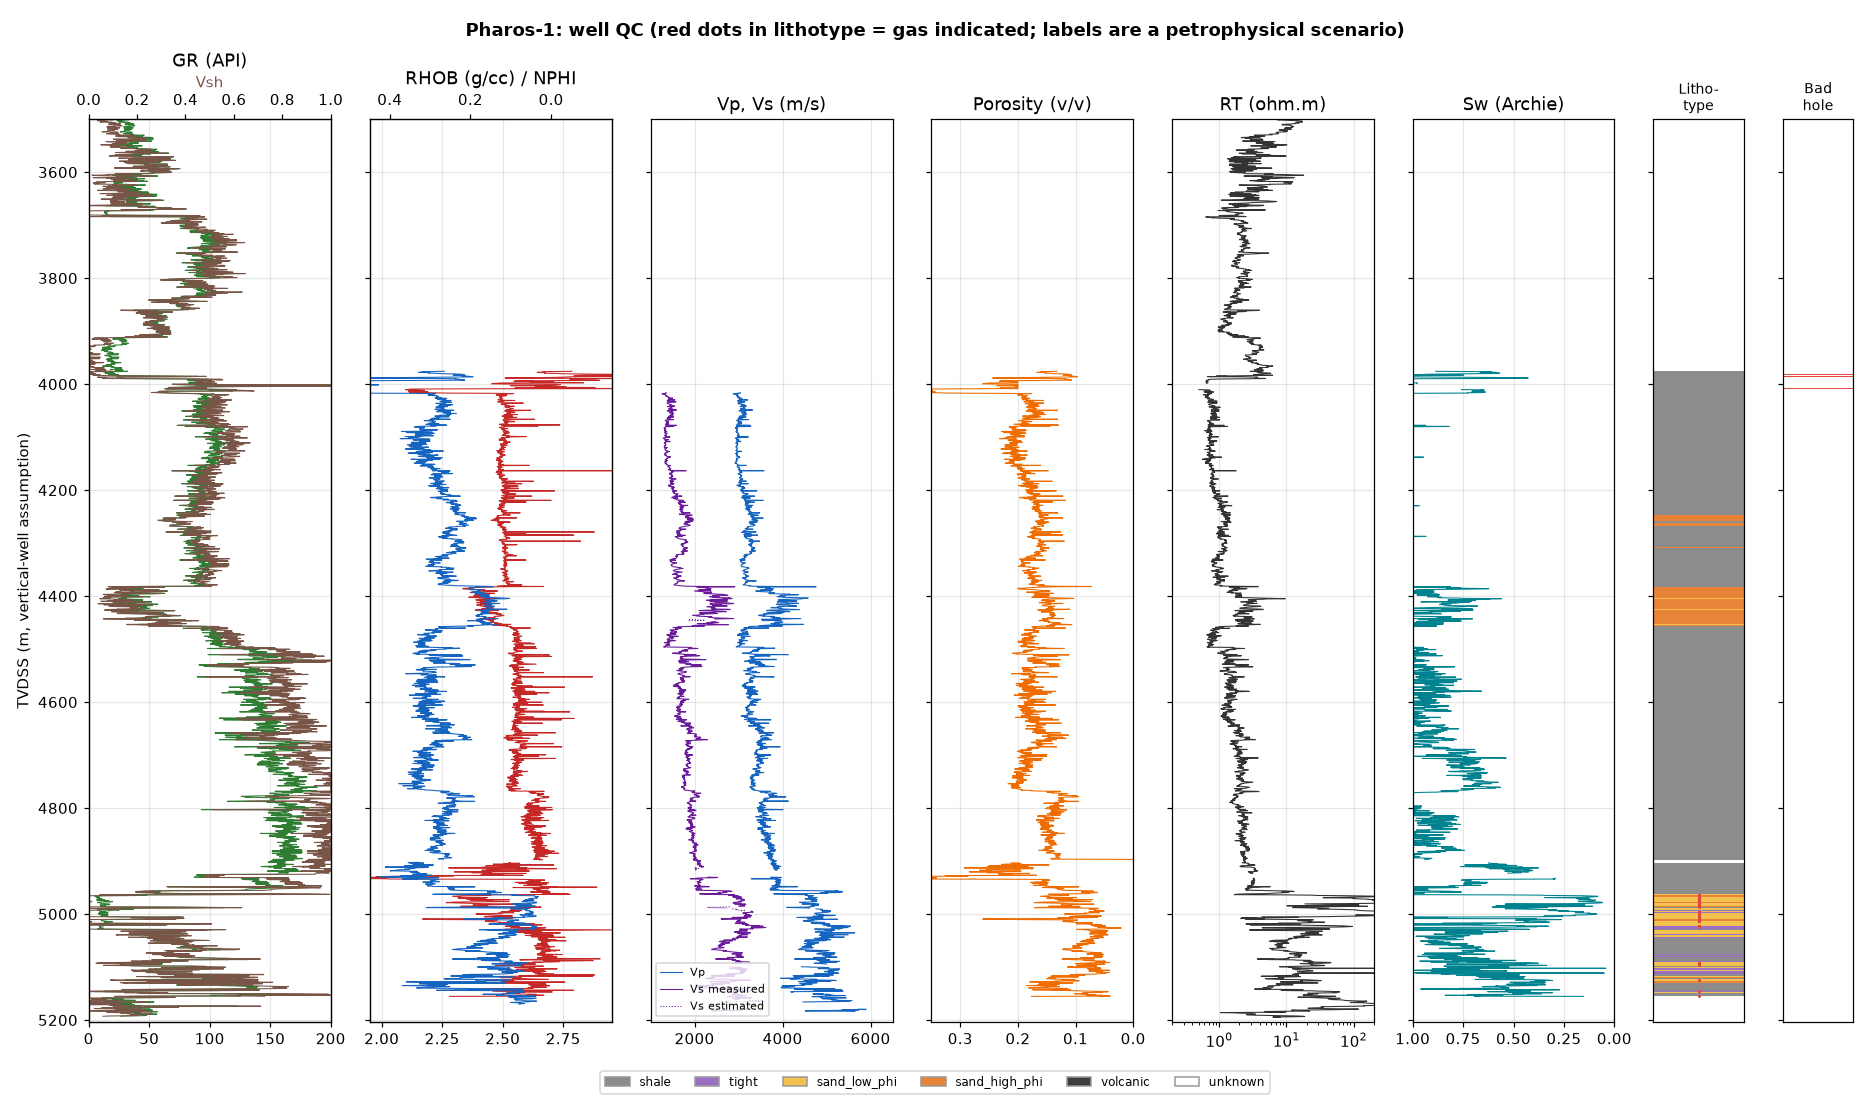 Pharos-1: well QC (red dots in lithotype = gas indicated; labels are a petrophysical scenario)
GR (API)
Vsh
0.0 0.2 0.4 0.6 0.8 1.0
RHOB (g/cc) / NPHI
0.4 0.2 0.0
Vp, Vs (m/s)
Porosity (v/v)
RT (ohm.m)
Sw (Archie)
Litho-
type
Bad
hole
TVDSS (m, vertical-well assumption)
3600
3800
4000
4200
4400
4600
4800
5000
5200
Vp
Vs measured
Vs estimated
0 50 100 150 200
2.00 2.25 2.50 2.75
2000 4000 6000
0.3 0.2 0.1 0.0
10⁰ 10¹ 10²
1.00 0.75 0.50 0.25 0.00
shale tight sand_low_phi sand_high_phi volcanic unknown